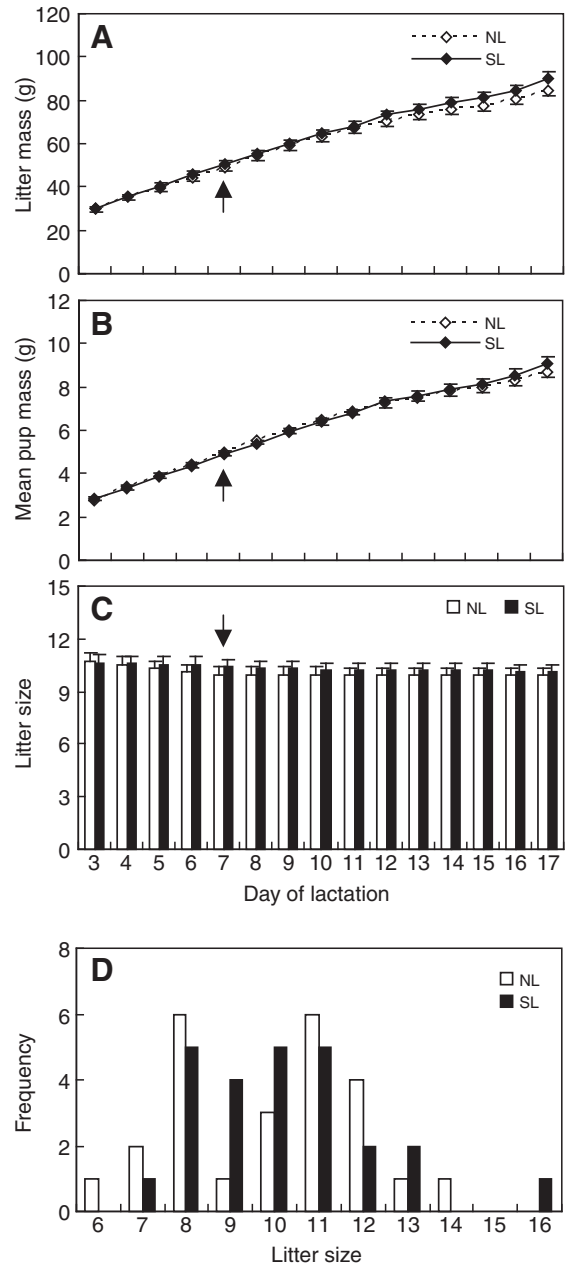 A
NL
SL
Litter mass (g)
120
100
80
60
40
20
0
B
NL
SL
Mean pup mass (g)
12
10
8
6
4
2
0
C
NL SL
Litter size
15
12
9
6
3
0
3 4 5 6 7 8 9 10 11 12 13 14 15 16 17
Day of lactation
D
NL
SL
Frequency
8
6
4
2
0
6 7 8 9 10 11 12 13 14 15 16
Litter size